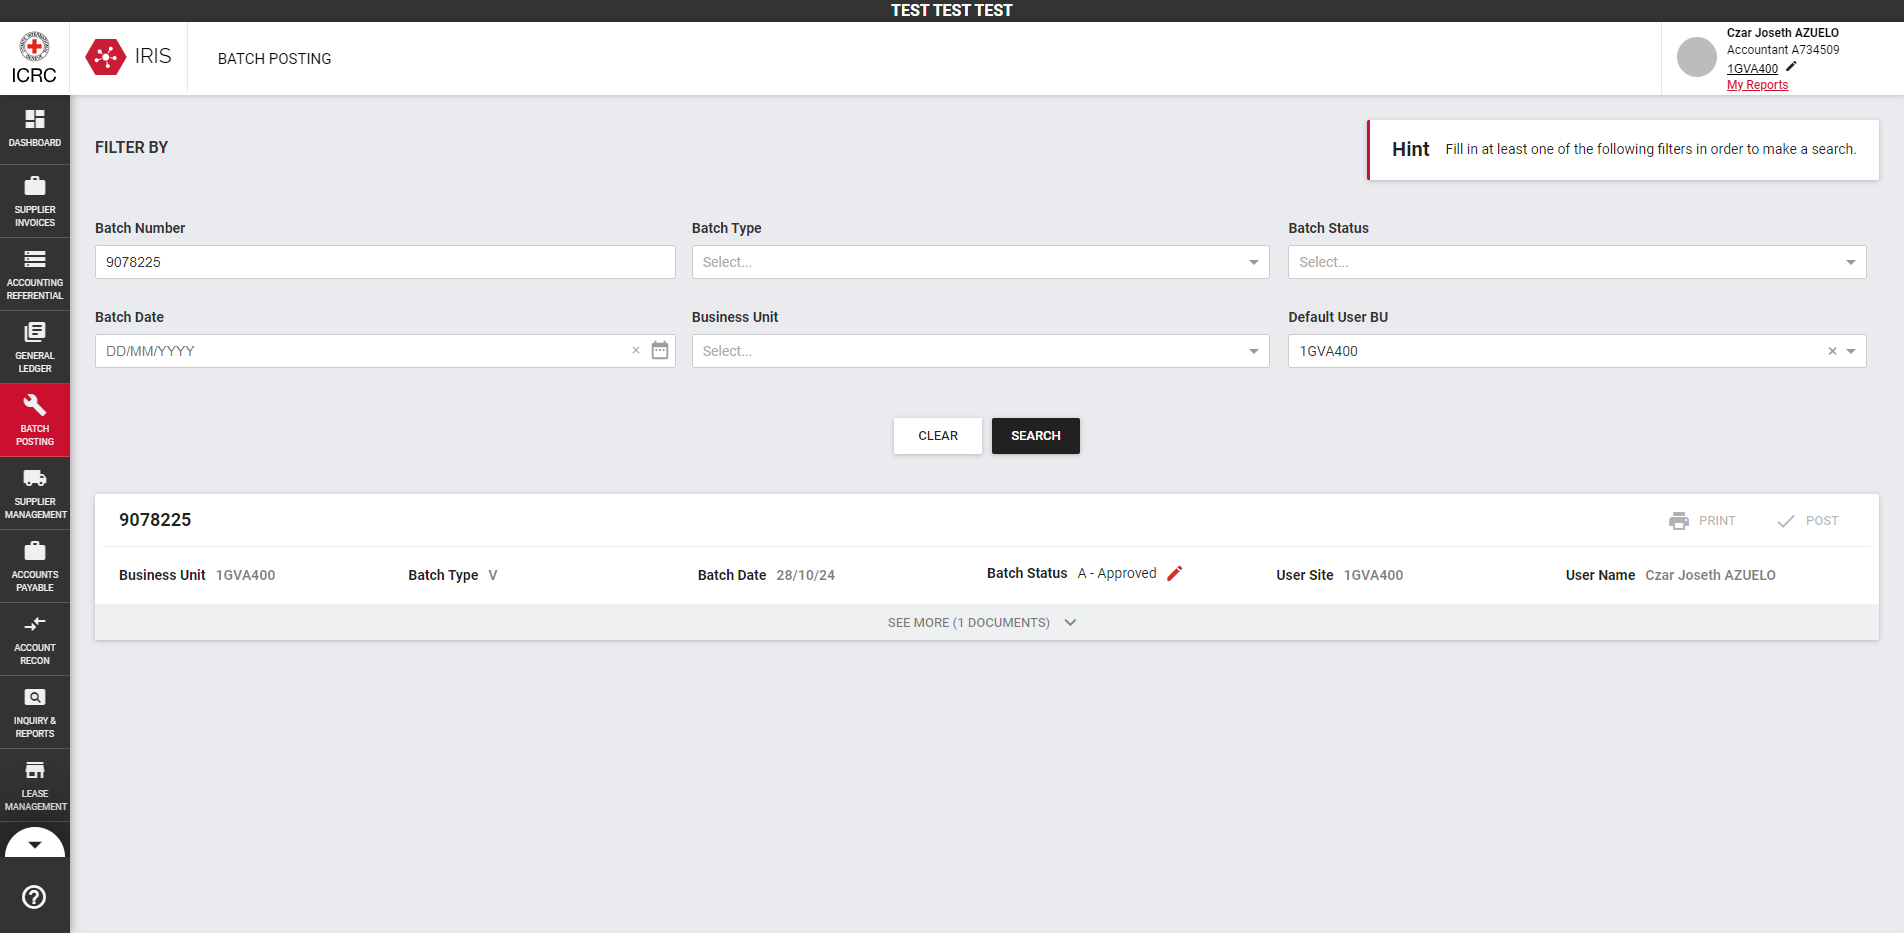 TEST TEST TEST
ICRC
IRIS
BATCH POSTING
Czar Joseth AZUELO
Accountant A734509
1GVA400
My Reports
DASHBOARD
SUPPLIER
INVOICES
ACCOUNTING
REFERENTIAL
GENERAL
LEDGER
BATCH
POSTING
SUPPLIER
MANAGEMENT
ACCOUNTS
PAYABLE
ACCOUNT
RECON
INQUIRY &
REPORTS
LEASE
MANAGEMENT
FILTER BY
Hint Fill in at least one of the following filters in order to make a search.
Batch Number
9078225
Batch Type
Select...
Batch Status
Select...
Batch Date
DD/MM/YYYY
Business Unit
Select...
Default User BU
1GVA400
CLEAR
SEARCH
9078225
PRINT
POST
Business Unit 1GVA400
Batch Type V
Batch Date 28/10/24
Batch Status A - Approved
User Site 1GVA400
User Name Czar Joseth AZUELO
SEE MORE (1 DOCUMENTS)